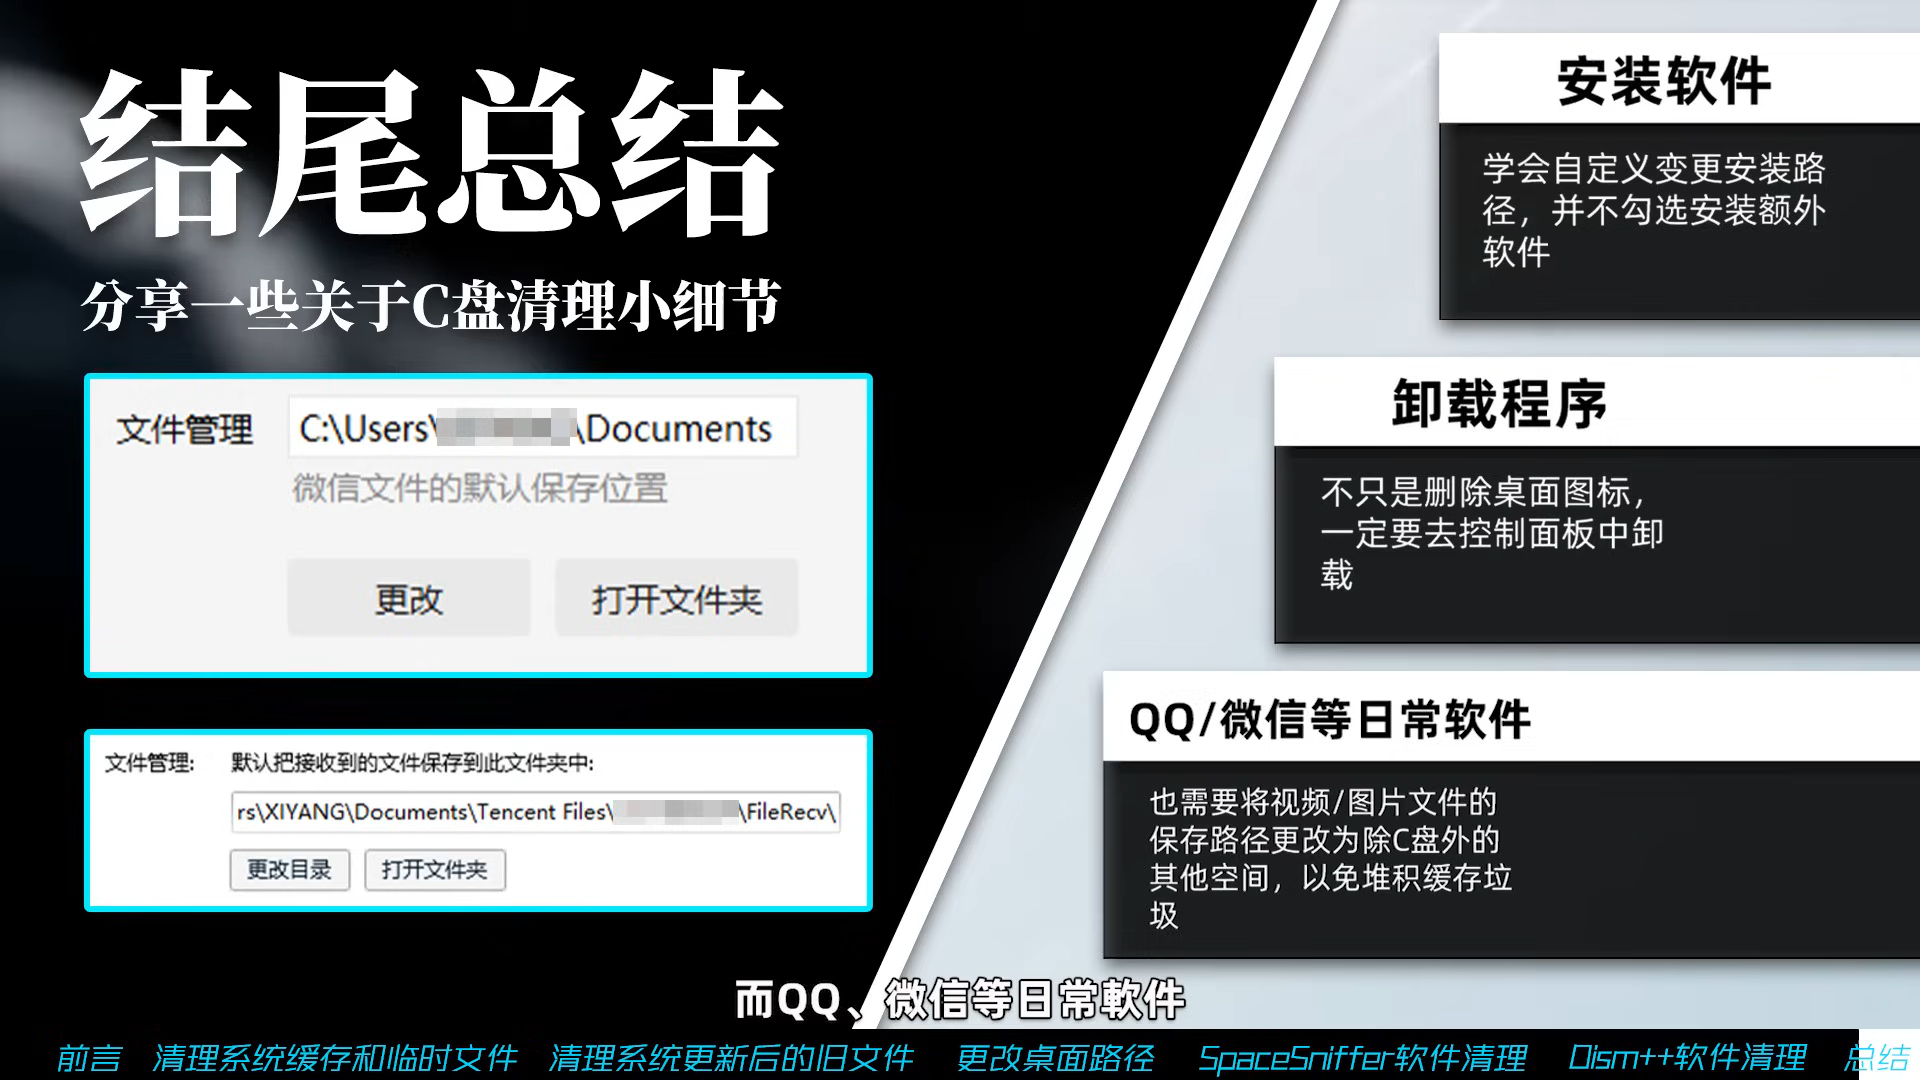 结尾总结
分享一些关于C盘清理小细节
文件管理
C:\Users\ \Documents
微信文件的默认保存位置
更改
打开文件夹
文件管理:
默认把接收到的文件保存到此文件夹中:
rs\XIYANG\Documents\Tencent Files\ \FileRecv\
更改目录
打开文件夹
安装软件
学会自定义变更安装路
径，并不勾选安装额外
软件
卸载程序
不只是删除桌面图标，
一定要去控制面板中卸
载
QQ/微信等日常软件
也需要将视频/图片文件的
保存路径更改为除C盘外的
其他空间，以免堆积缓存垃
圾
而QQ、微信等日常軟件
前言 清理系统缓存和临时文件 清理系统更新后的旧文件 更改桌面路径 SpaceSniffer软件清理 Dism++软件清理 总结